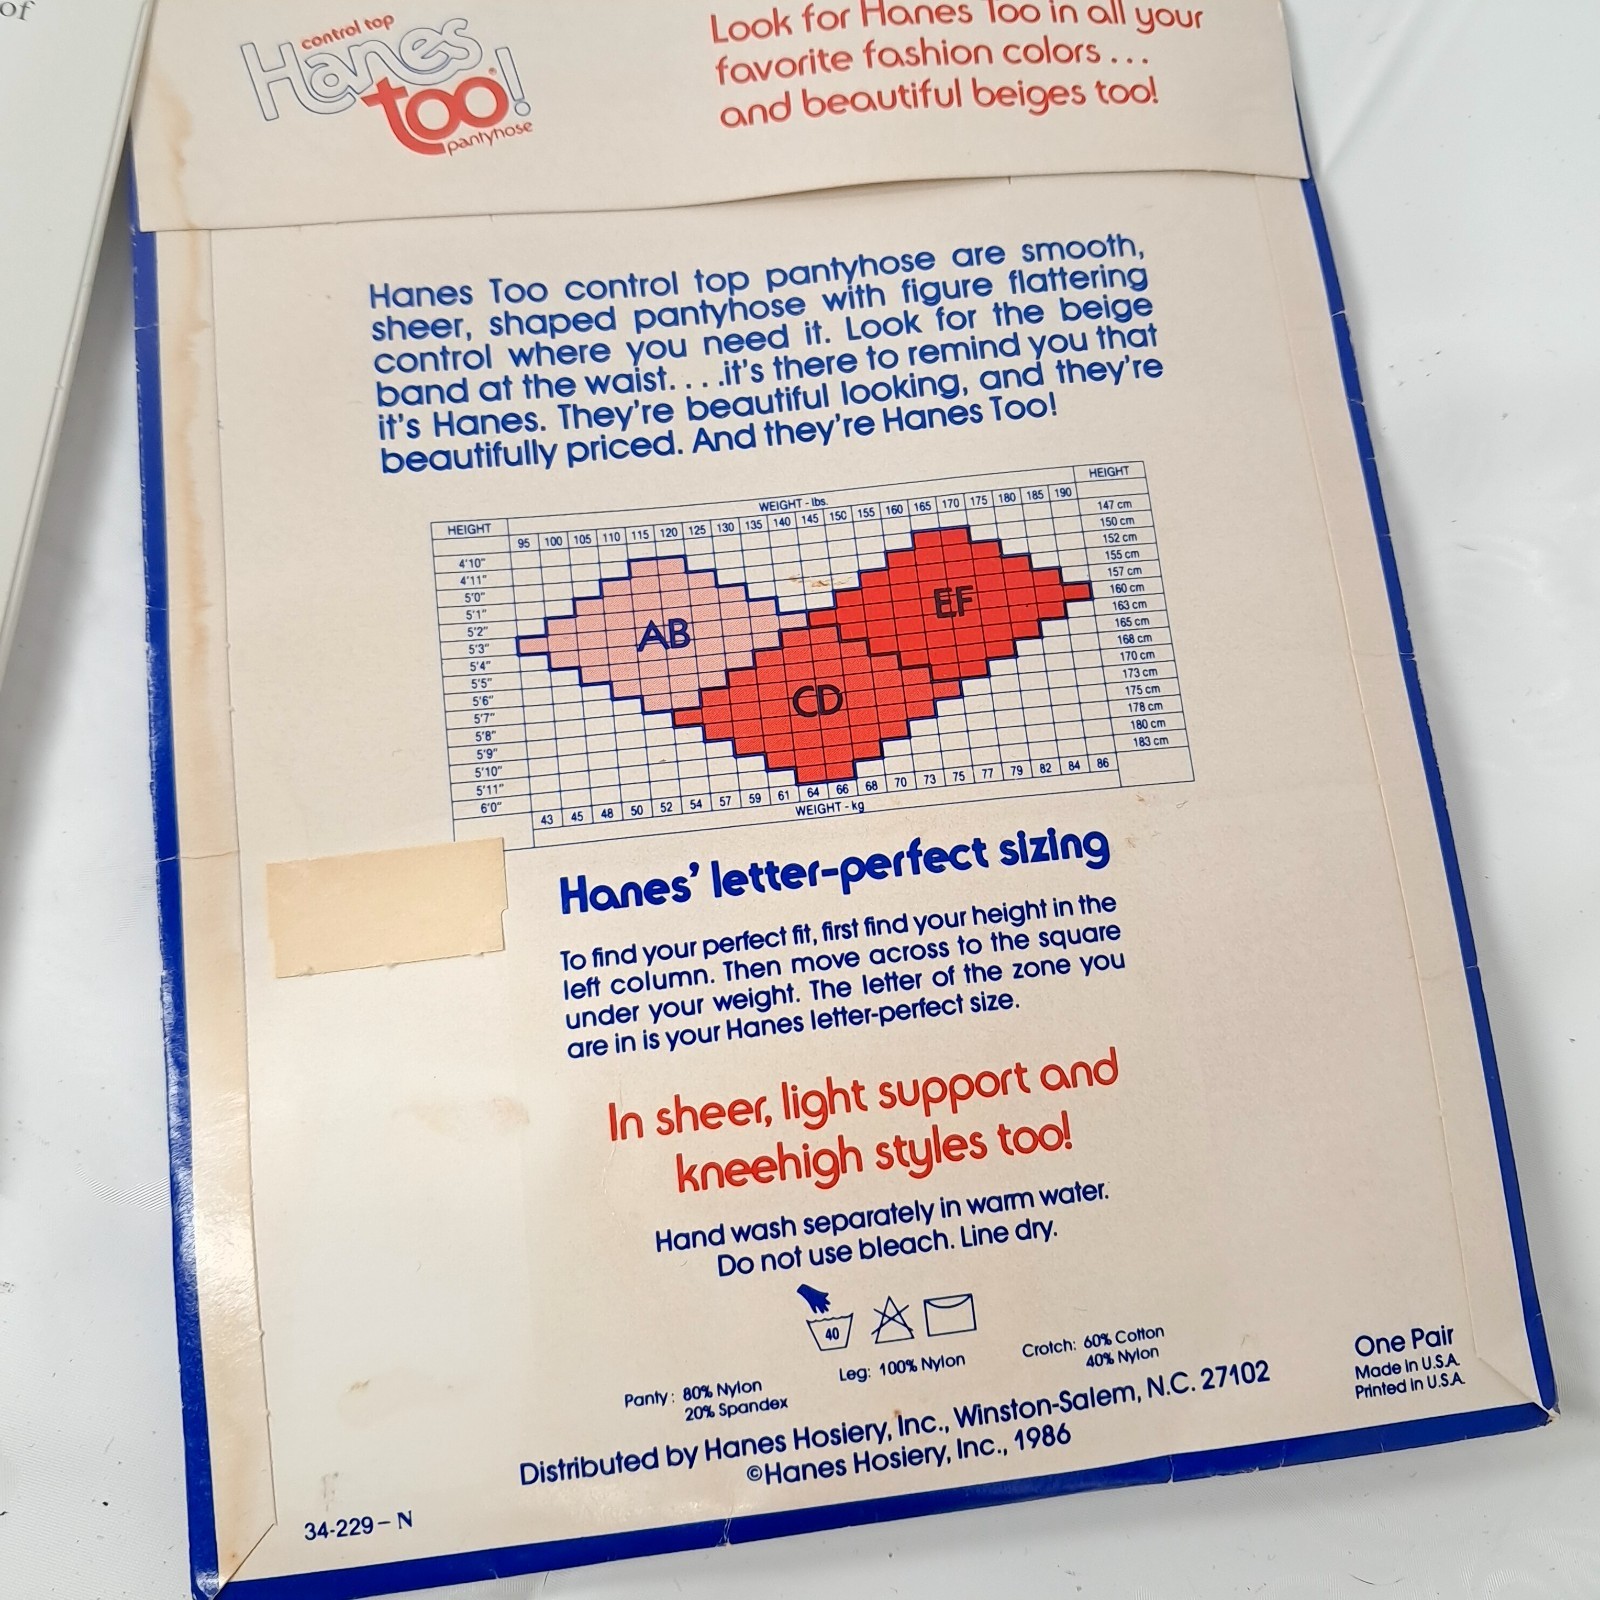 of
control top
Hanes
too!
pantyhose
Look for Hanes Too in all your
favorite fashion colors...
and beautiful beiges too!
Hanes Too control top pantyhose are smooth,
sheer, shaped pantyhose with figure flattering
control where you need it. Look for the beige
band at the waist....it's there to remind you that
it's Hanes. They're beautiful looking, and they're
beautifully priced. And they're Hanes Too!
WEIGHT - lbs.
HEIGHT 95 100 105 110 115 120 125 130 135 140 145 150 155 160 165 170 175 180 185 190 HEIGHT
4'10" 147 cm
4'11" 150 cm
5'0" 152 cm
5'1" 155 cm
5'2" 157 cm
5'3" 160 cm
5'4" 163 cm
5'5" 165 cm
5'6" 168 cm
5'7" 170 cm
5'8" 173 cm
5'9" 175 cm
5'10" 178 cm
5'11" 180 cm
6'0" 183 cm
AB
CD
EF
43 45 48 50 52 54 57 59 61 64 66 68 70 73 75 77 79 82 84 86
WEIGHT - kg
Hanes' letter-perfect sizing
To find your perfect fit, first find your height in the
left column. Then move across to the square
under your weight. The letter of the zone you
are in is your Hanes letter-perfect size.
In sheer, light support and
kneehigh styles too!
Hand wash separately in warm water.
Do not use bleach. Line dry.
40
Panty: 80% Nylon
20% Spandex
Leg: 100% Nylon
Crotch: 60% Cotton
40% Nylon
One Pair
Made in U.S.A.
Printed in U.S.A.
Distributed by Hanes Hosiery, Inc., Winston-Salem, N.C. 27102
©Hanes Hosiery, Inc., 1986
34-229-N